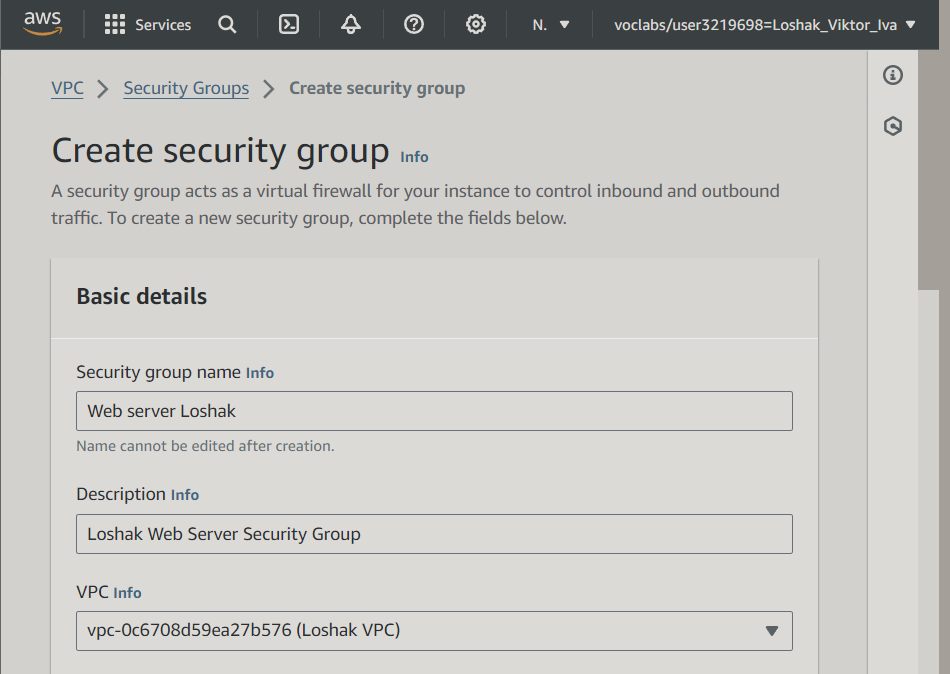 aws Services N. voclabs/user3219698=Loshak_Viktor_Iva
VPC Security Groups Create security group
Create security group Info
A security group acts as a virtual firewall for your instance to control inbound and outbound
traffic. To create a new security group, complete the fields below.
Basic details
Security group name Info
Web server Loshak
Name cannot be edited after creation.
Description Info
Loshak Web Server Security Group
VPC Info
vpc-0c6708d59ea27b576 (Loshak VPC)